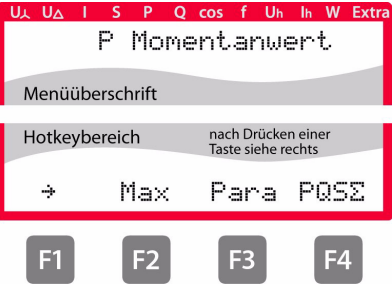 U⅄ U△ I S P Q cos f Uh Ih W Extra
P Momentanwert
Menüüberschrift
Hotkeybereich
nach Drücken einer
Taste siehe rechts
→ Max Para PQSΣ
F1 F2 F3 F4